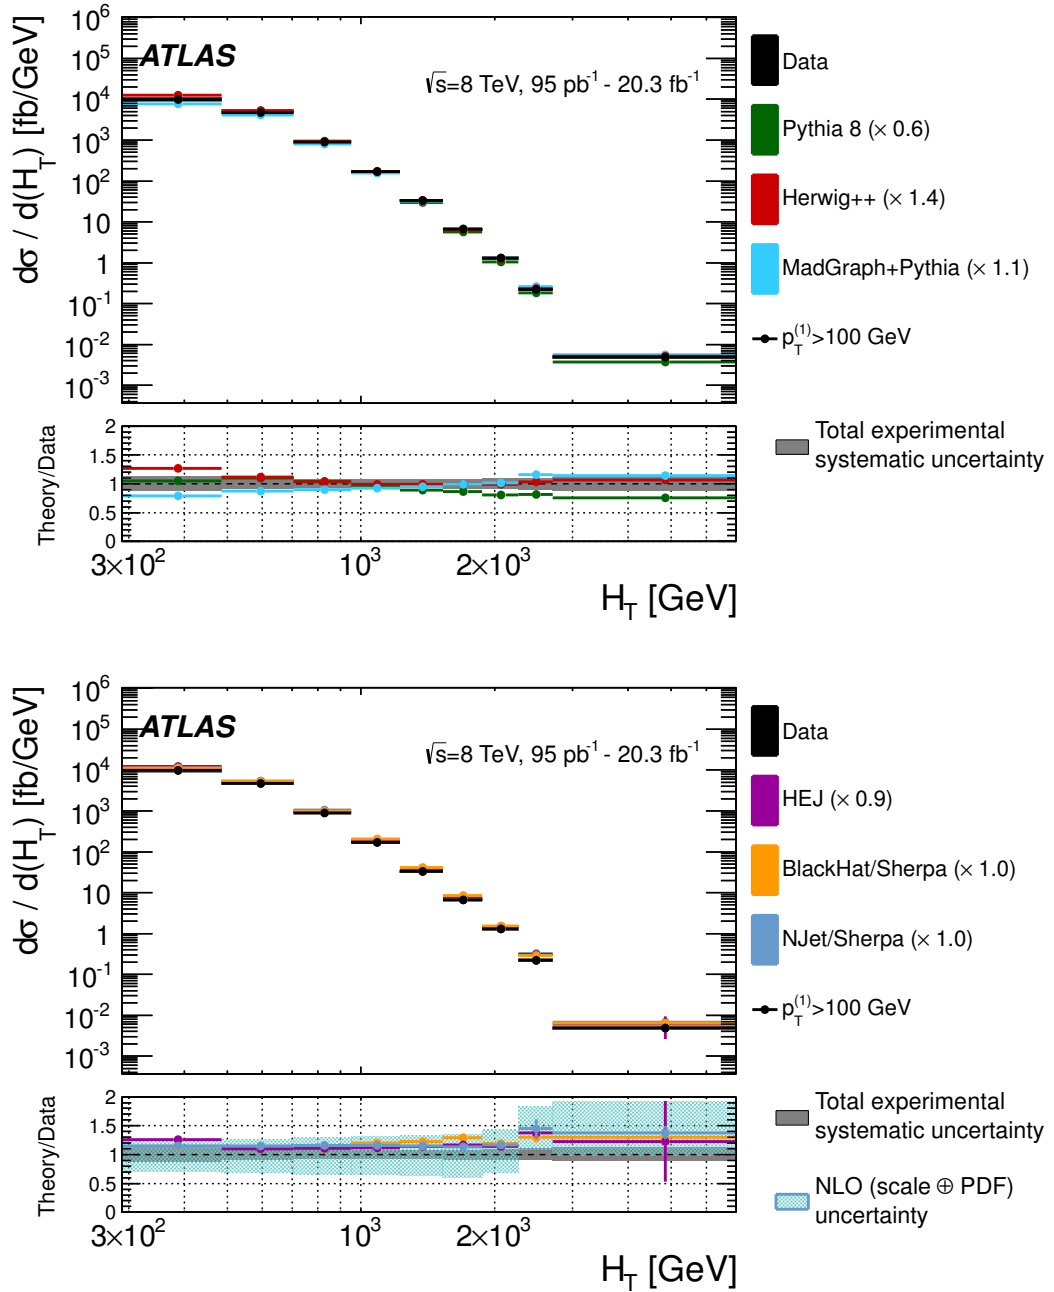 10⁶
10⁵
10⁴
10³
10²
10
1
10⁻¹
10⁻²
10⁻³
dσ / d(H_T) [fb/GeV]
ATLAS
√s=8 TeV, 95 pb⁻¹ - 20.3 fb⁻¹
Data
Pythia 8 (× 0.6)
Herwig++ (× 1.4)
MadGraph+Pythia (× 1.1)
p_T^(1)>100 GeV
2
1.5
1
0.5
0
Theory/Data
Total experimental
systematic uncertainty
3×10² 10³ 2×10³
H_T [GeV]
10⁶
10⁵
10⁴
10³
10²
10
1
10⁻¹
10⁻²
10⁻³
dσ / d(H_T) [fb/GeV]
ATLAS
√s=8 TeV, 95 pb⁻¹ - 20.3 fb⁻¹
Data
HEJ (× 0.9)
BlackHat/Sherpa (× 1.0)
NJet/Sherpa (× 1.0)
p_T^(1)>100 GeV
2
1.5
1
0.5
0
Theory/Data
Total experimental
systematic uncertainty
NLO (scale ⊕ PDF)
uncertainty
3×10² 10³ 2×10³
H_T [GeV]